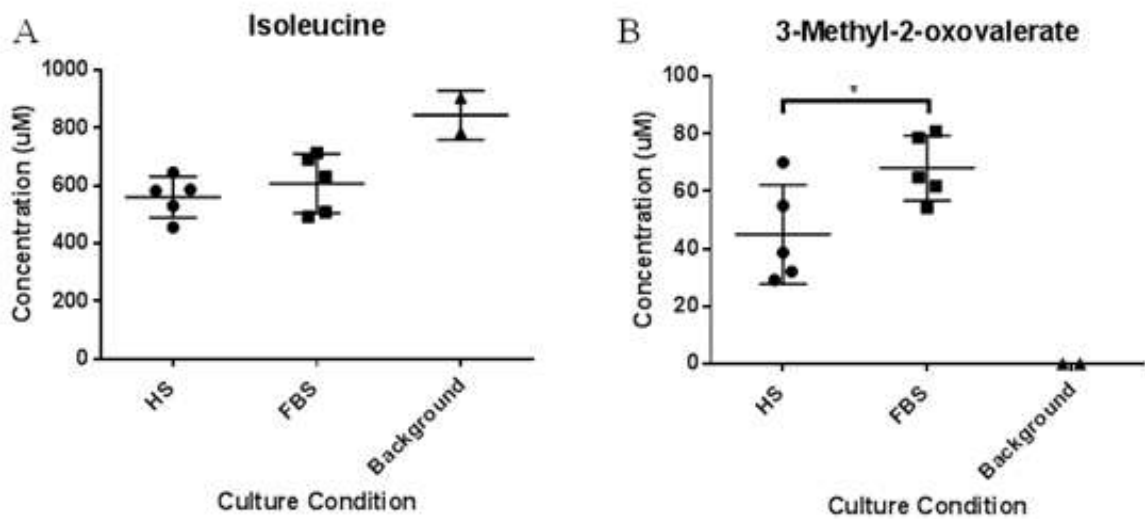 A
Isoleucine
Concentration (uM)
1000
800
600
400
200
0
HS
FBS
Background
Culture Condition
B
3-Methyl-2-oxovalerate
Concentration (uM)
100
80
60
40
20
0
*
HS
FBS
Background
Culture Condition